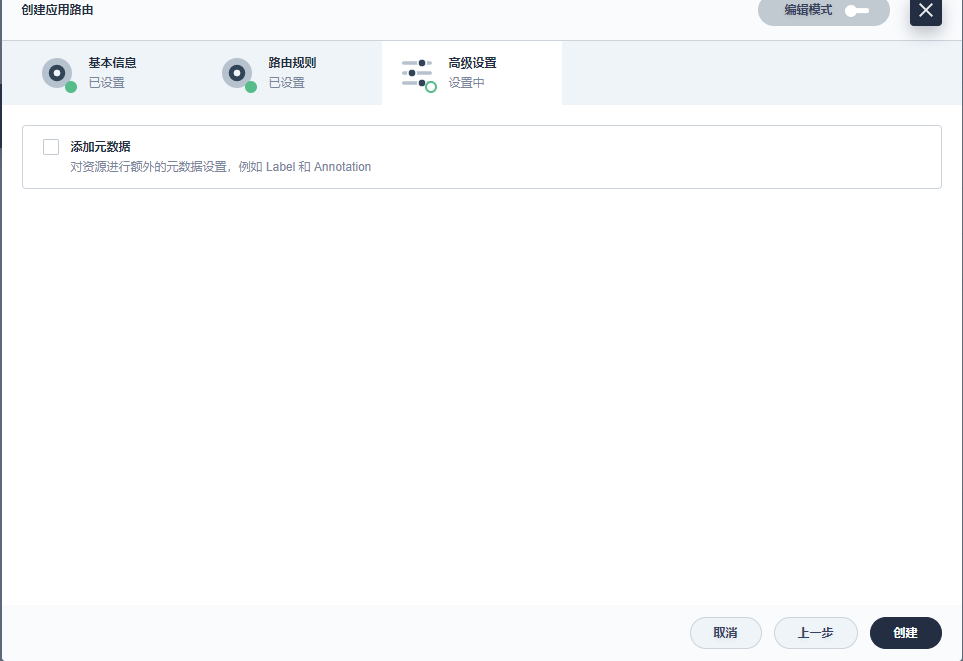 创建应用路由
编辑模式
基本信息
已设置
路由规则
已设置
高级设置
设置中
添加元数据
对资源进行额外的元数据设置，例如 Label 和 Annotation
取消
上一步
创建